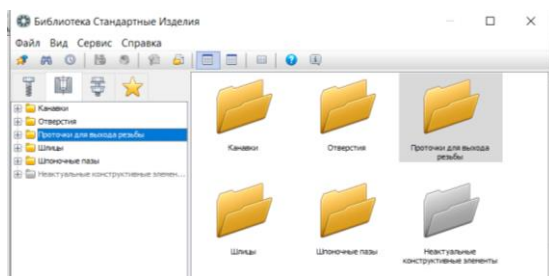 Библиотека Стандартные Изделия
Файл Вид Сервис Справка
Канавки
Отверстия
Проточки для выхода резьбы
Шлицы
Шпоночные пазы
Неактуальные конструктивные элемен...
Канавки
Отверстия
Проточки для выхода
резьбы
Шлицы
Шпоночные пазы
Неактуальные
конструктивные элементы